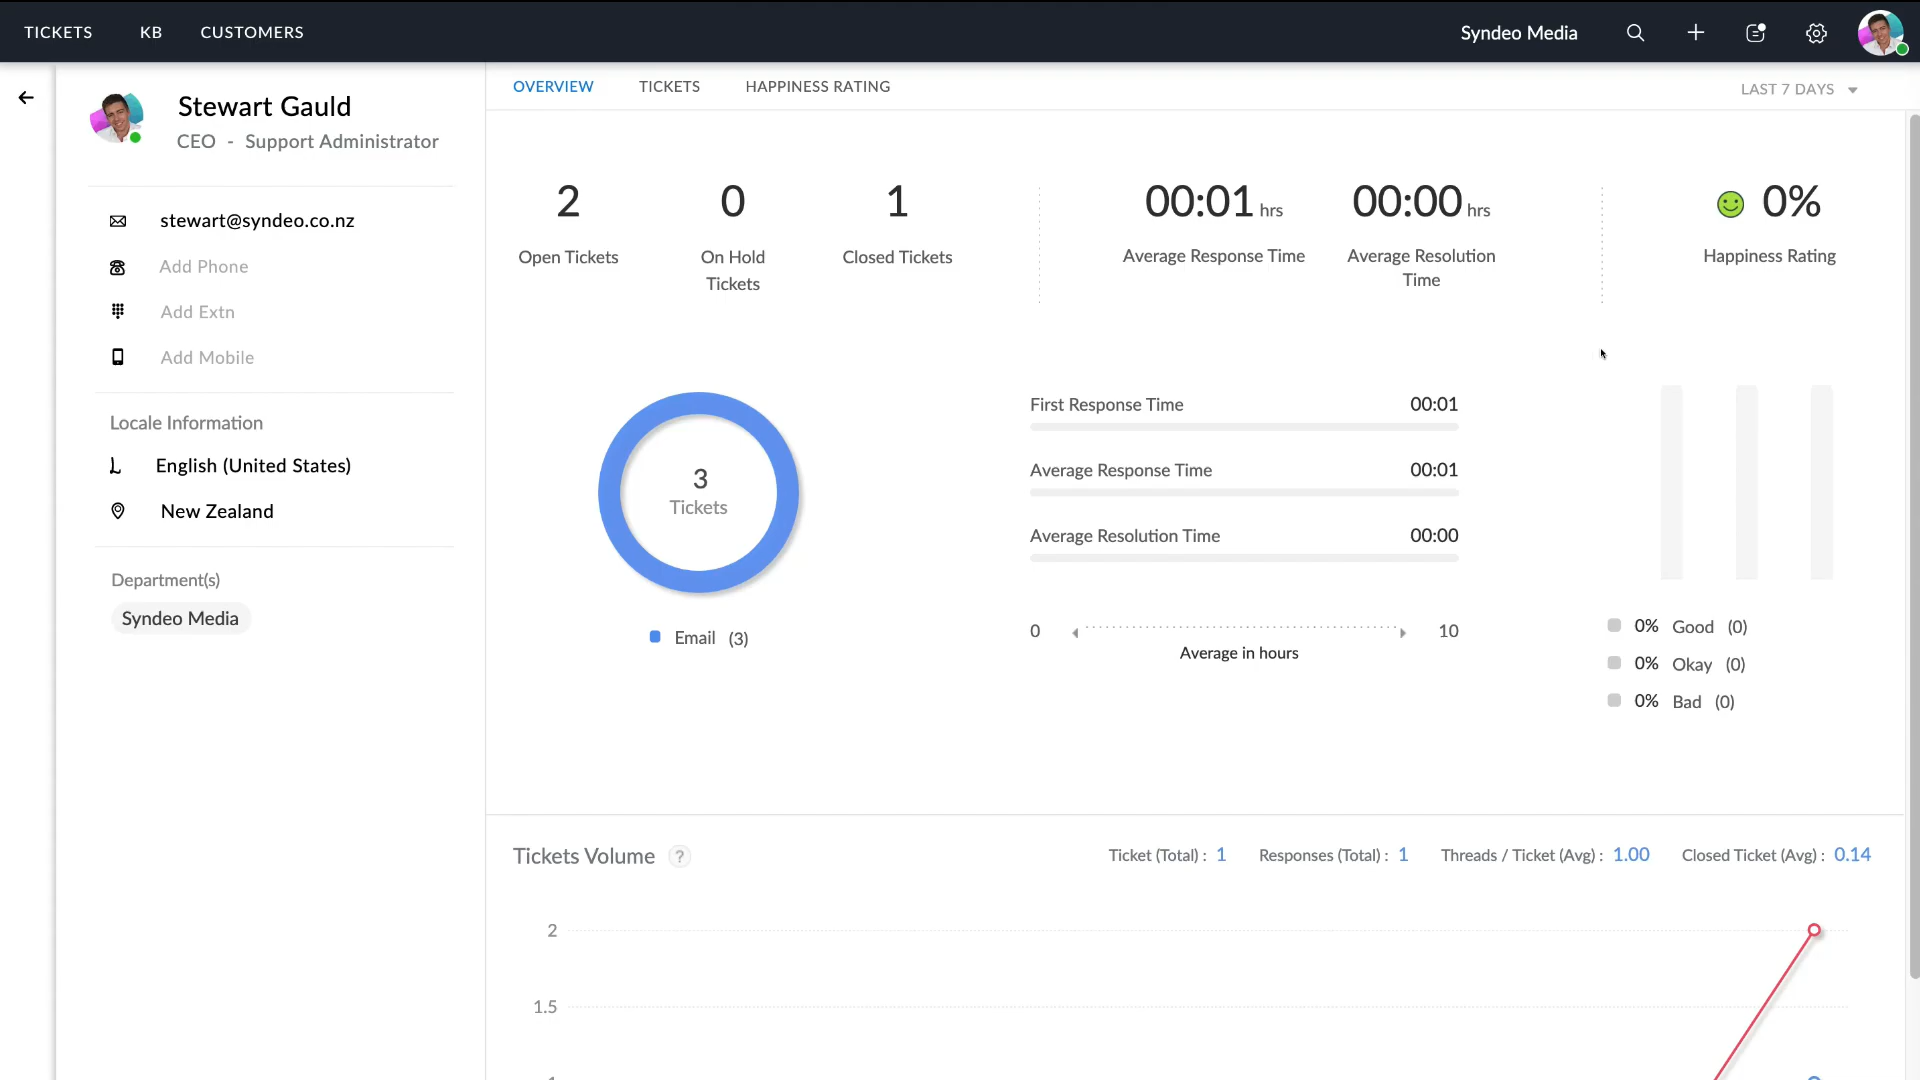 TICKETS KB CUSTOMERS Syndeo Media
Stewart Gauld
CEO - Support Administrator
stewart@syndeo.co.nz
Add Phone
Add Extn
Add Mobile
Locale Information
English (United States)
New Zealand
Department(s)
Syndeo Media
OVERVIEW TICKETS HAPPINESS RATING LAST 7 DAYS
2
Open Tickets
0
On Hold
Tickets
1
Closed Tickets
00:01 hrs
Average Response Time
00:00 hrs
Average Resolution
Time
0%
Happiness Rating
3
Tickets
Email (3)
First Response Time 00:01
Average Response Time 00:01
Average Resolution Time 00:00
0 10
Average in hours
0% Good (0)
0% Okay (0)
0% Bad (0)
Tickets Volume ? Ticket (Total) : 1 Responses (Total) : 1 Threads / Ticket (Avg) : 1.00 Closed Ticket (Avg) : 0.14
2
1.5